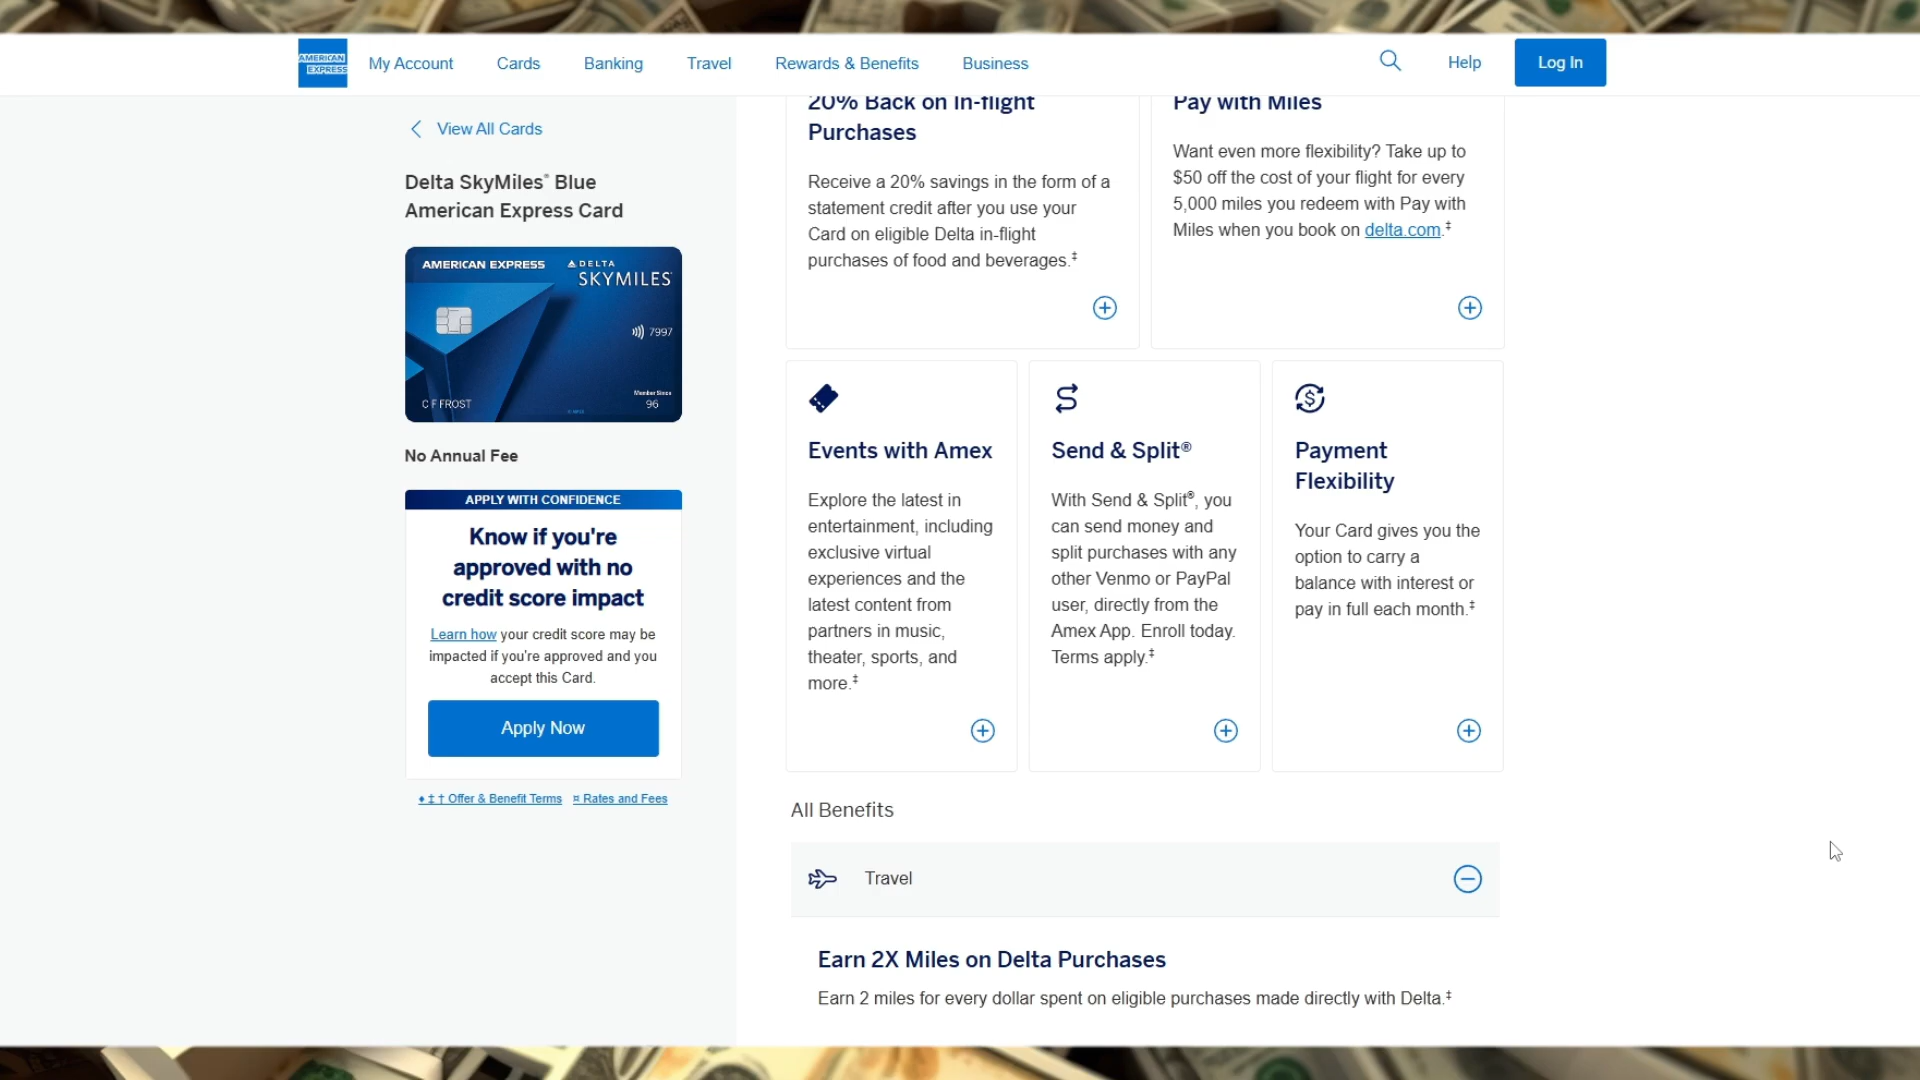 AMERICAN
EXPRESS
My Account
Cards
Banking
Travel
Rewards & Benefits
Business
Help
Log In
View All Cards
Delta SkyMiles® Blue
American Express Card
AMERICAN EXPRESS
DELTA
SKYMILES®
7997
Member Since
96
C F FROST
No Annual Fee
APPLY WITH CONFIDENCE
Know if you're
approved with no
credit score impact
Learn how your credit score may be
impacted if you're approved and you
accept this Card.
Apply Now
♦ ‡ † Offer & Benefit Terms
¤ Rates and Fees
20% Back on In-flight
Purchases
Receive a 20% savings in the form of a
statement credit after you use your
Card on eligible Delta in-flight
purchases of food and beverages.‡
Pay with Miles
Want even more flexibility? Take up to
$50 off the cost of your flight for every
5,000 miles you redeem with Pay with
Miles when you book on delta.com.‡
Events with Amex
Explore the latest in
entertainment, including
exclusive virtual
experiences and the
latest content from
partners in music,
theater, sports, and
more.‡
Send & Split®
With Send & Split®, you
can send money and
split purchases with any
other Venmo or PayPal
user, directly from the
Amex App. Enroll today.
Terms apply.‡
Payment
Flexibility
Your Card gives you the
option to carry a
balance with interest or
pay in full each month.‡
All Benefits
Travel
Earn 2X Miles on Delta Purchases
Earn 2 miles for every dollar spent on eligible purchases made directly with Delta.‡